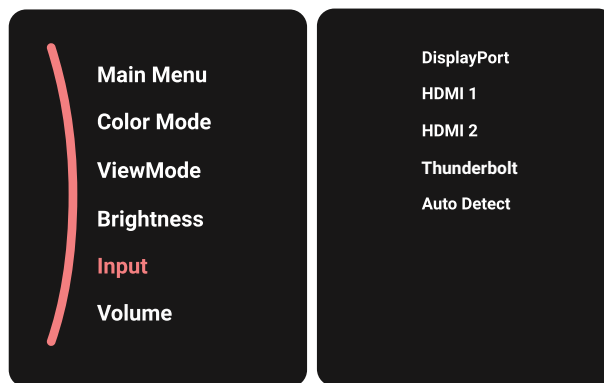 Main Menu
Color Mode
ViewMode
Brightness
Input
Volume
DisplayPort
HDMI 1
HDMI 2
Thunderbolt
Auto Detect